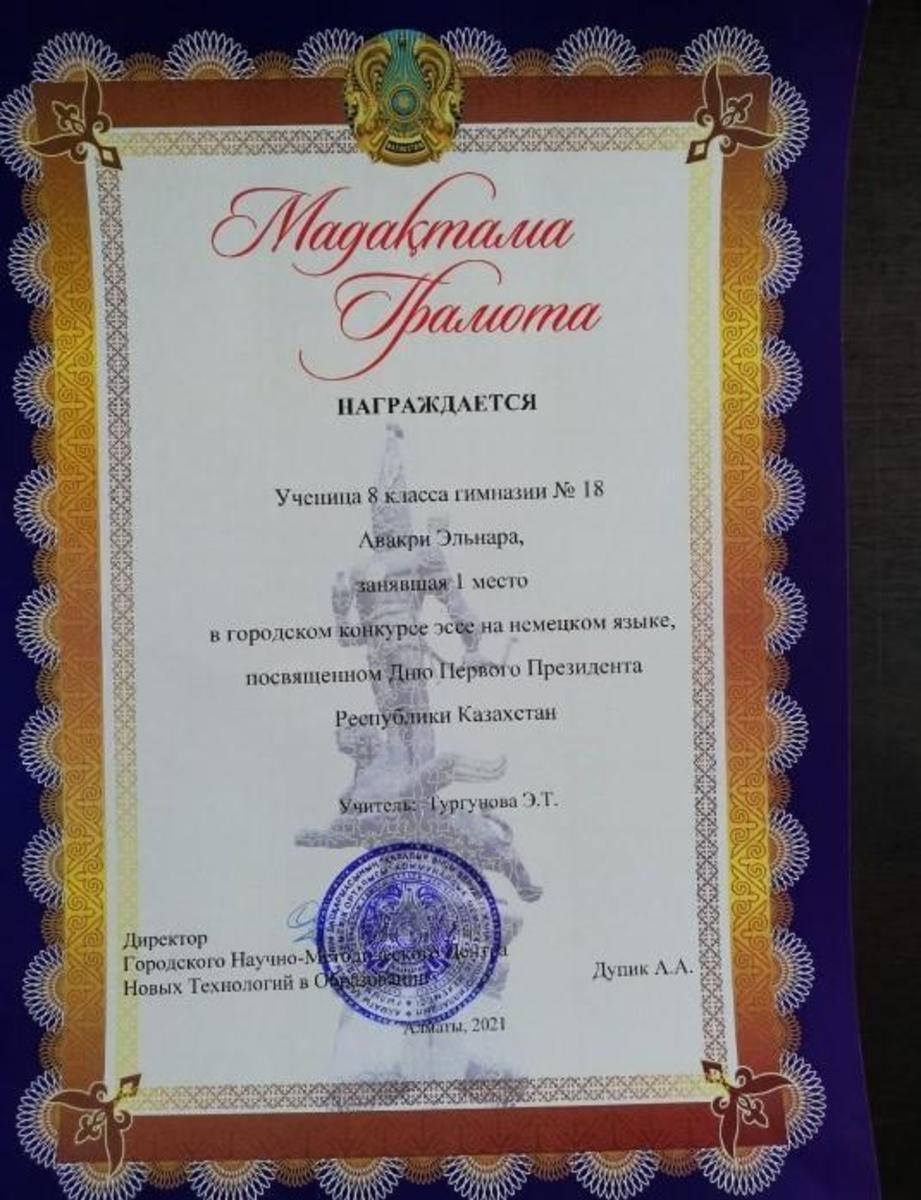 Мадақтама
Грамота
НАГРАЖДАЕТСЯ
Ученица 8 класса гимназии № 18
Авакри Эльнара,
занявшая 1 место
в городском конкурсе эссе на немецком языке,
посвященном Дню Первого Президента
Республики Казахстан
Учитель: Тургунова Э.Т.
Директор
Городского Научно-Методического Центра
Новых Технологий в Образовании
Дупик А.А.
Алматы, 2021